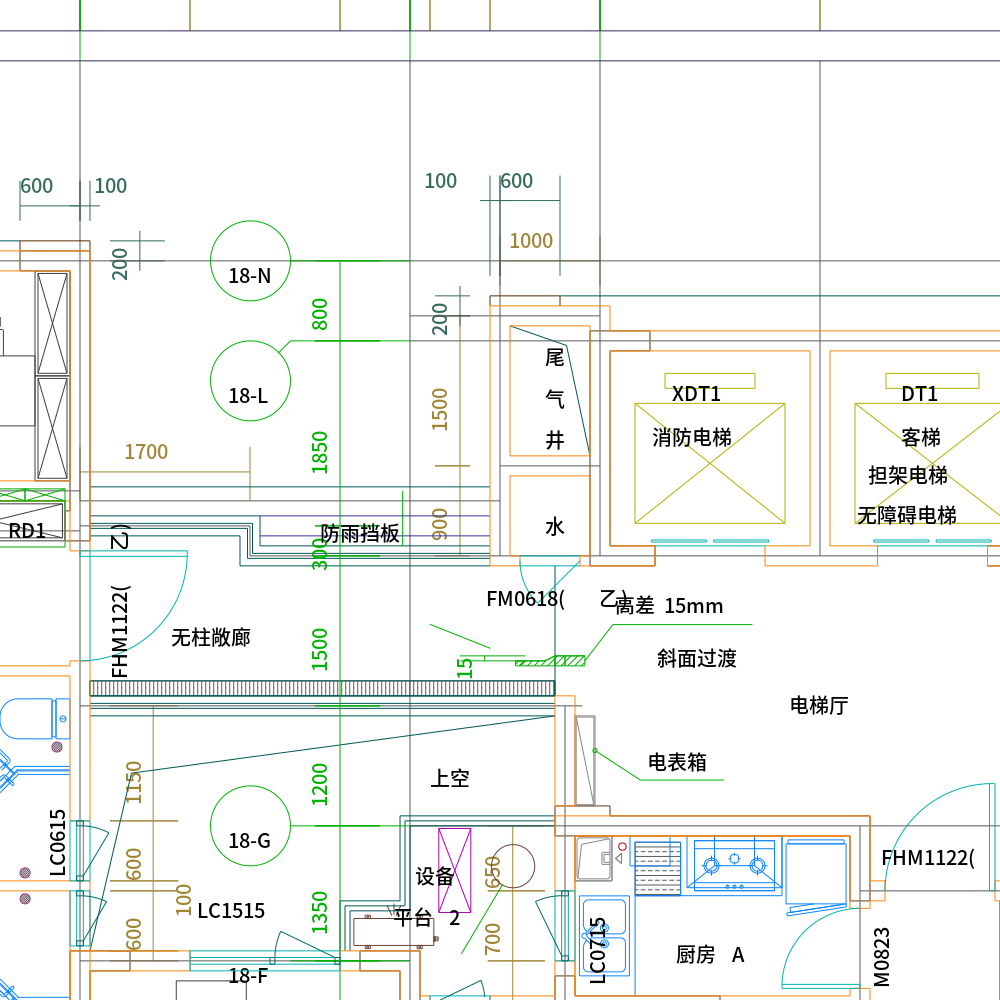 600
100
100
600
1000
200
18-N
800
200
18-L
1500
尾
气
井
XDT1
消防电梯
DT1
客梯
担架电梯
无障碍电梯
1700
1850
900
水
RD1
防雨挡板
300
FHM1122(
乙)
FM0618(
乙)
高差 15mm
斜面过渡
无柱敞廊
1500
15
电梯厅
电表箱
上空
1150
1200
18-G
LC0615
600
100
600
LC1515
1350
设备
平台 2
650
700
18-F
LC0715
厨房 A
FHM1122(
M0823